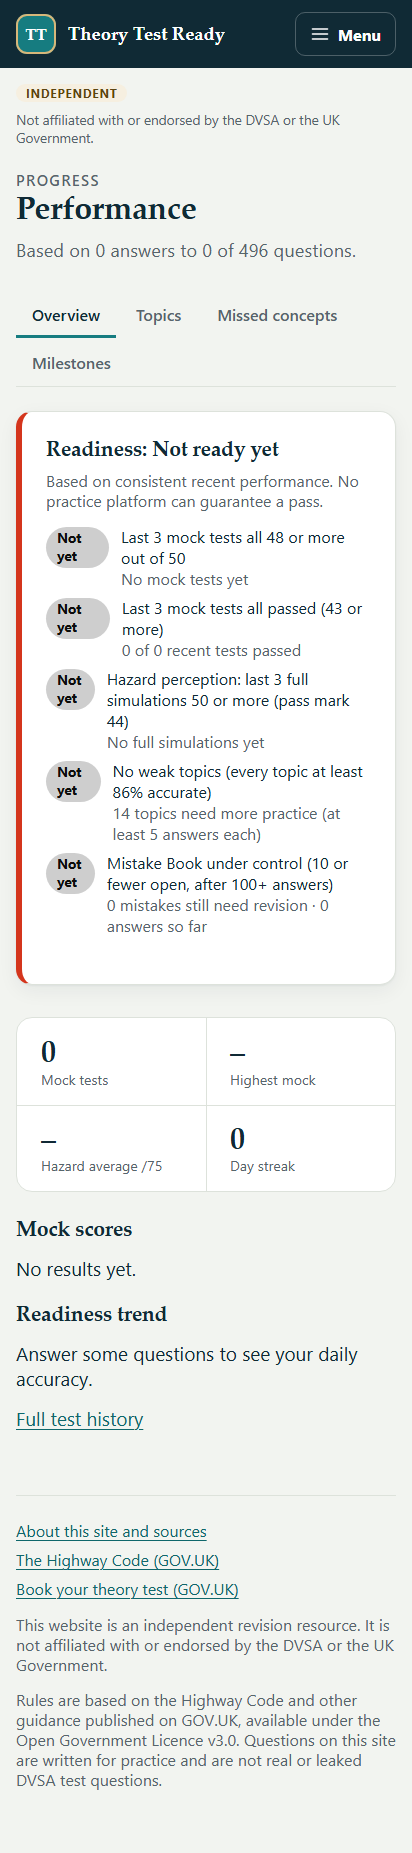 TT
Theory Test Ready
Menu
INDEPENDENT
Not affiliated with or endorsed by the DVSA or the UK
Government.
PROGRESS
Performance
Based on 0 answers to 0 of 496 questions.
Overview
Topics
Missed concepts
Milestones
Readiness: Not ready yet
Based on consistent recent performance. No
practice platform can guarantee a pass.
Not
yet
Last 3 mock tests all 48 or more
out of 50
No mock tests yet
Not
yet
Last 3 mock tests all passed (43 or
more)
0 of 0 recent tests passed
Not
yet
Hazard perception: last 3 full
simulations 50 or more (pass mark
44)
No full simulations yet
Not
yet
No weak topics (every topic at least
86% accurate)
14 topics need more practice (at
least 5 answers each)
Not
yet
Mistake Book under control (10 or
fewer open, after 100+ answers)
0 mistakes still need revision · 0
answers so far
0
Mock tests
–
Highest mock
–
Hazard average /75
0
Day streak
Mock scores
No results yet.
Readiness trend
Answer some questions to see your daily
accuracy.
Full test history
About this site and sources
The Highway Code (GOV.UK)
Book your theory test (GOV.UK)
This website is an independent revision resource. It is
not affiliated with or endorsed by the DVSA or the UK
Government.
Rules are based on the Highway Code and other
guidance published on GOV.UK, available under the
Open Government Licence v3.0. Questions on this site
are written for practice and are not real or leaked
DVSA test questions.